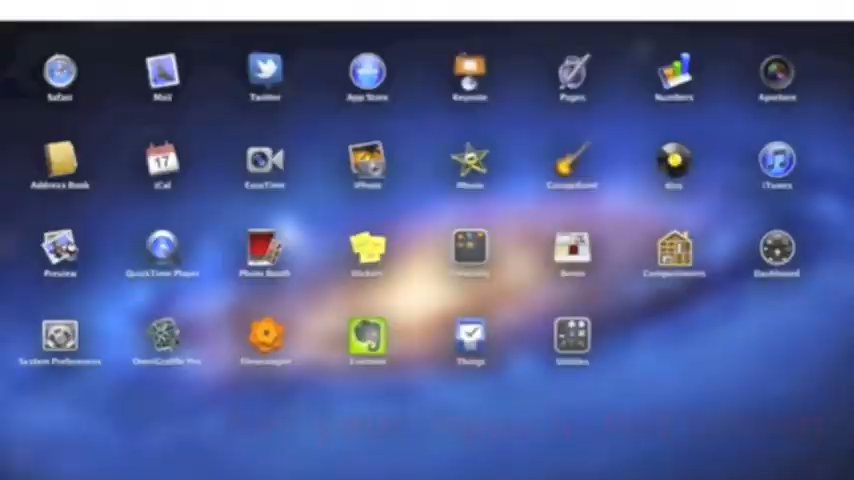 Safari Mail Twitter App Store Keynote Pages Numbers Aperture
17
Address Book iCal FaceTime iPhoto iMovie GarageBand iTunes
Preview QuickTime Player Photo Booth Stickies Dashboard
System Preferences OmniGraffle Pro Evernote Things Utilities